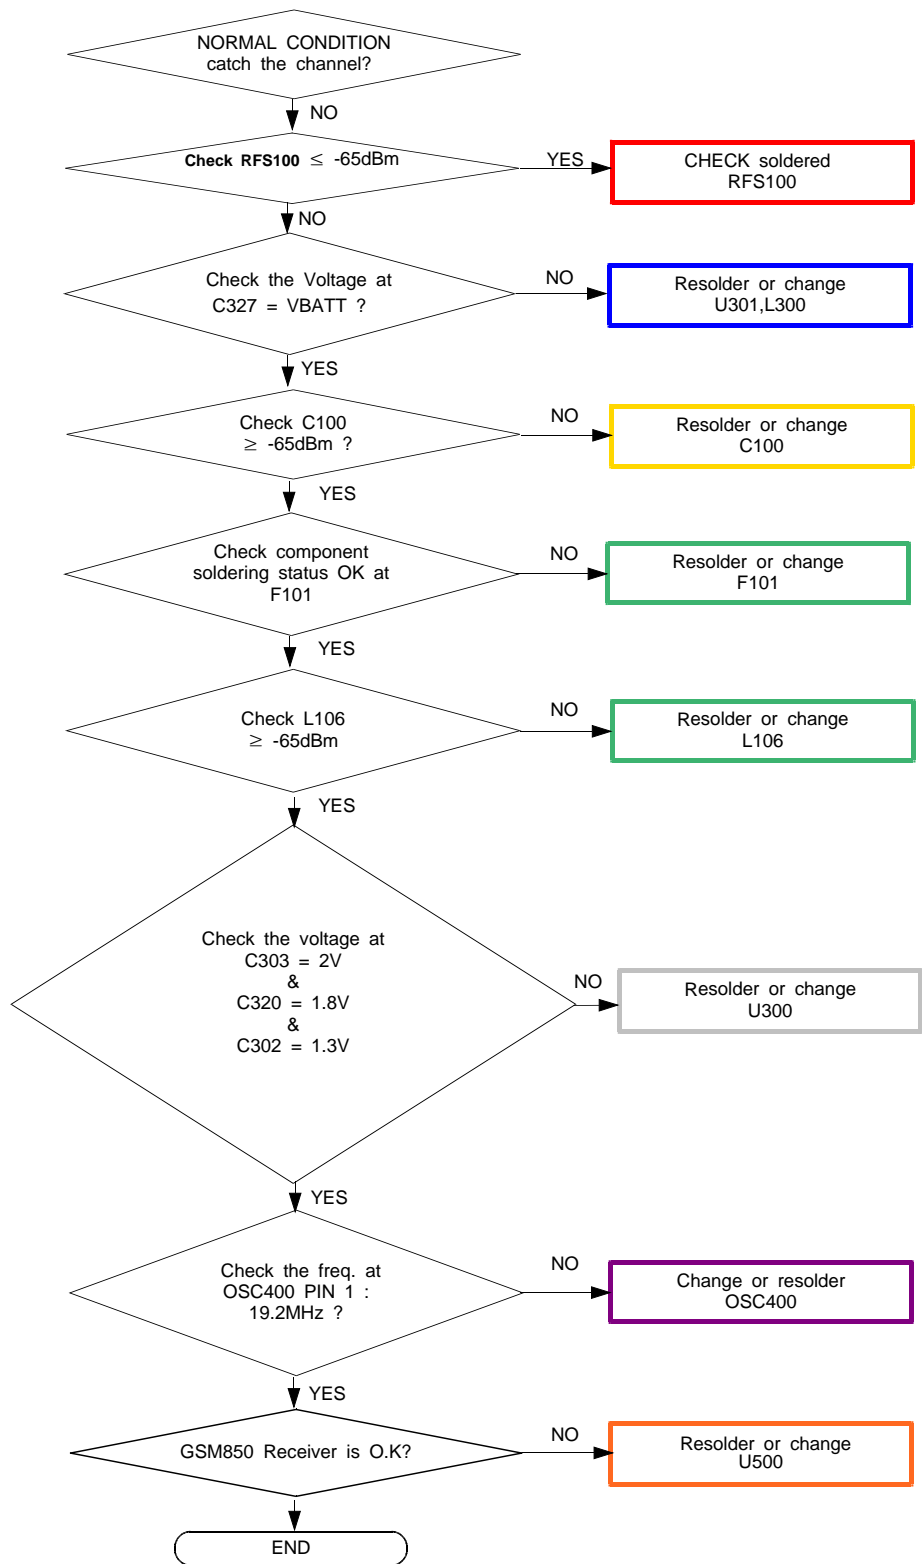 NORMAL CONDITION
catch the channel?
NO
Check RFS100 ≤ -65dBm
YES
CHECK soldered
RFS100
NO
Check the Voltage at
C327 = VBATT ?
NO
Resolder or change
U301,L300
YES
Check C100
≥ -65dBm ?
NO
Resolder or change
C100
YES
Check component
soldering status OK at
F101
NO
Resolder or change
F101
YES
Check L106
≥ -65dBm
NO
Resolder or change
L106
YES
Check the voltage at
C303 = 2V
&
C320 = 1.8V
&
C302 = 1.3V
NO
Resolder or change
U300
YES
Check the freq. at
OSC400 PIN 1 :
19.2MHz ?
NO
Change or resolder
OSC400
YES
GSM850 Receiver is O.K?
NO
Resolder or change
U500
END